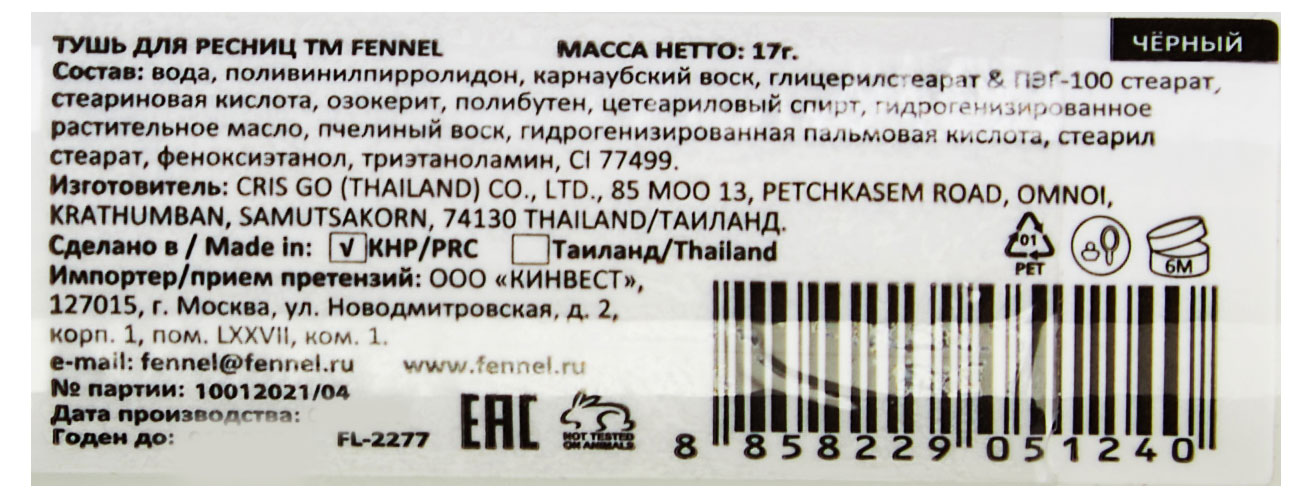 ТУШЬ ДЛЯ РЕСНИЦ ТМ FENNEL МАССА НЕТТО: 17г. ЧЁРНЫЙ
Состав: вода, поливинилпирролидон, карнаубский воск, глицерилстеарат & ПЭГ-100 стеарат,
стеариновая кислота, озокерит, полибутен, цетеариловый спирт, гидрогенизированное
растительное масло, пчелиный воск, гидрогенизированная пальмовая кислота, стеарил
стеарат, феноксиэтанол, триэтаноламин, CI 77499.
Изготовитель: CRIS GO (THAILAND) CO., LTD., 85 MOO 13, PETCHKASEM ROAD, OMNOI,
KRATHUMBAN, SAMUTSAKORN, 74130 THAILAND/ТАИЛАНД.
Сделано в / Made in: √ КНР/PRC Таиланд/Thailand
01
PET
6M
Импортер/прием претензий: ООО «КИНВЕСТ»,
127015, г. Москва, ул. Новодмитровская, д. 2,
корп. 1, пом. LXXVII, ком. 1.
e-mail: fennel@fennel.ru www.fennel.ru
№ партии: 10012021/04
Дата производства:
Годен до: FL-2277
EAC
NOT TESTED
ON ANIMALS
8 858229 051240